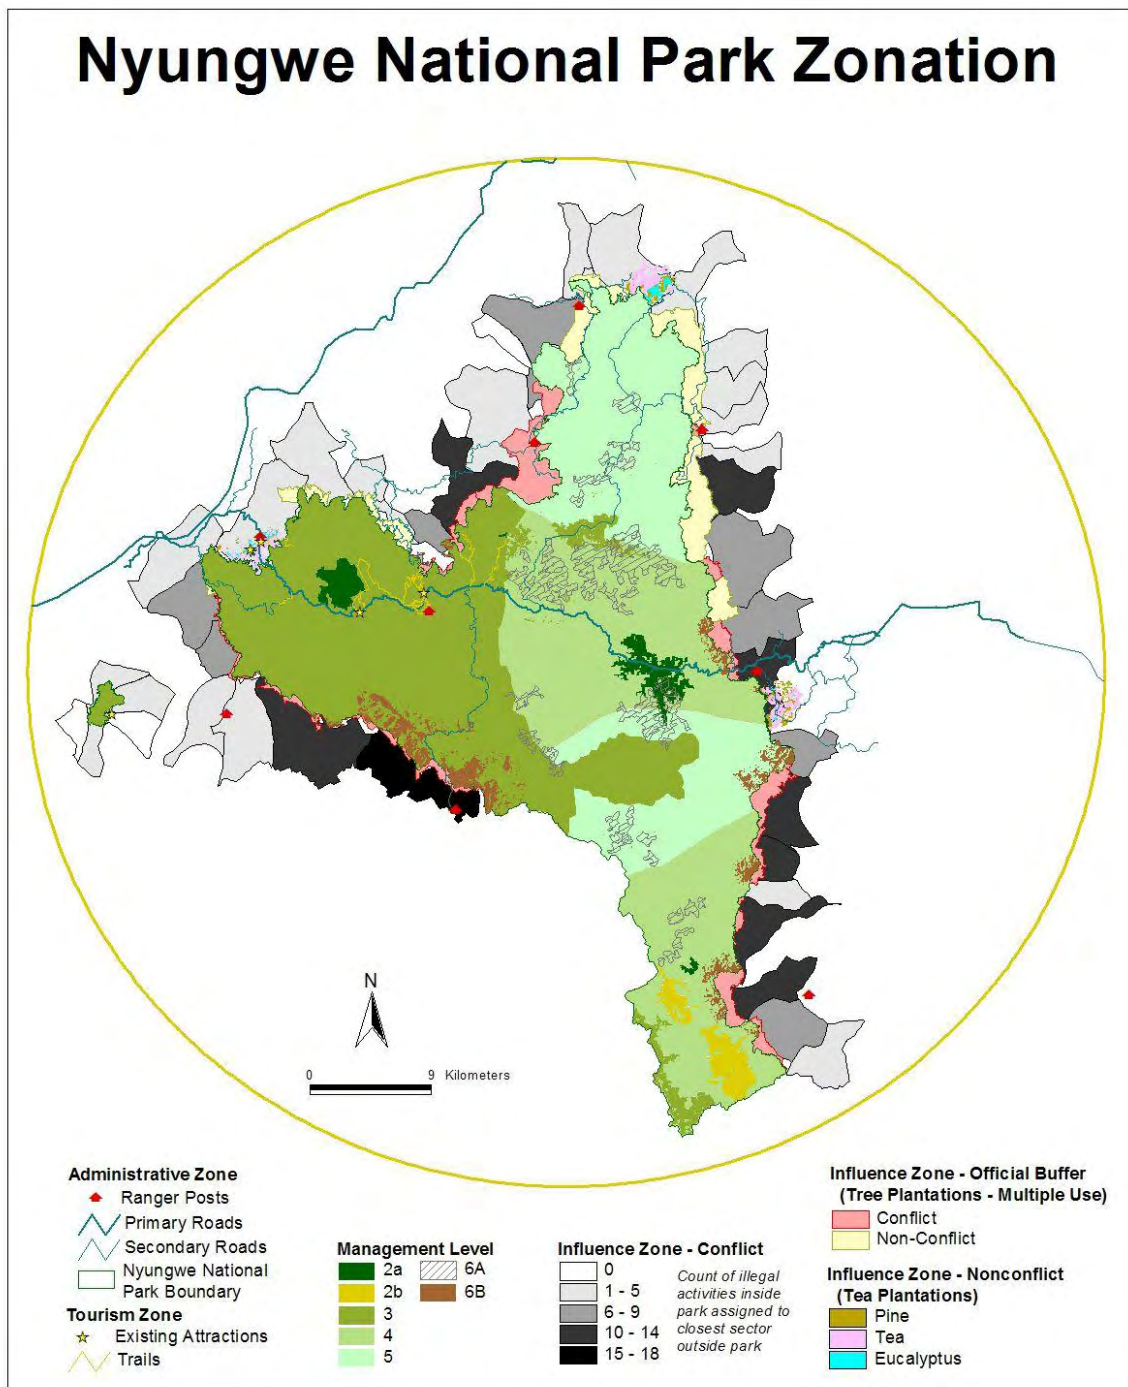 Nyungwe National Park Zonation
N
0 9 Kilometers
Administrative Zone
Ranger Posts
Primary Roads
Secondary Roads
Nyungwe National
Park Boundary
Tourism Zone
Existing Attractions
Trails
Management Level
2a 6A
2b 6B
3
4
5
Influence Zone - Conflict
0
1 - 5
6 - 9
10 - 14
15 - 18
Count of illegal
activities inside
park assigned to
closest sector
outside park
Influence Zone - Official Buffer
(Tree Plantations - Multiple Use)
Conflict
Non-Conflict
Influence Zone - Nonconflict
(Tea Plantations)
Pine
Tea
Eucalyptus